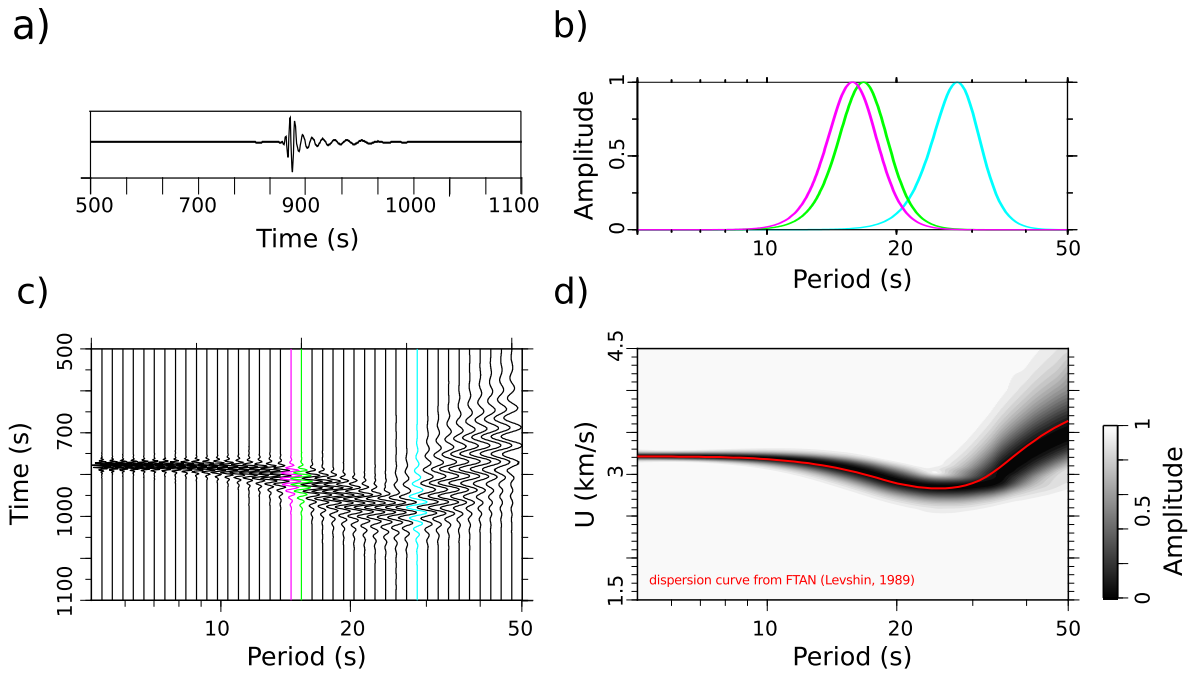 a)
500 700 900 1000 1100
Time (s)
b)
Amplitude
0 0.5 1
10 20 50
Period (s)
c)
Time (s)
500 700 1000 1100
10 20 50
Period (s)
d)
U (km/s)
4.5 3 1.5
dispersion curve from FTAN (Levshin, 1989)
10 20 50
Period (s)
1 0.5 0
Amplitude